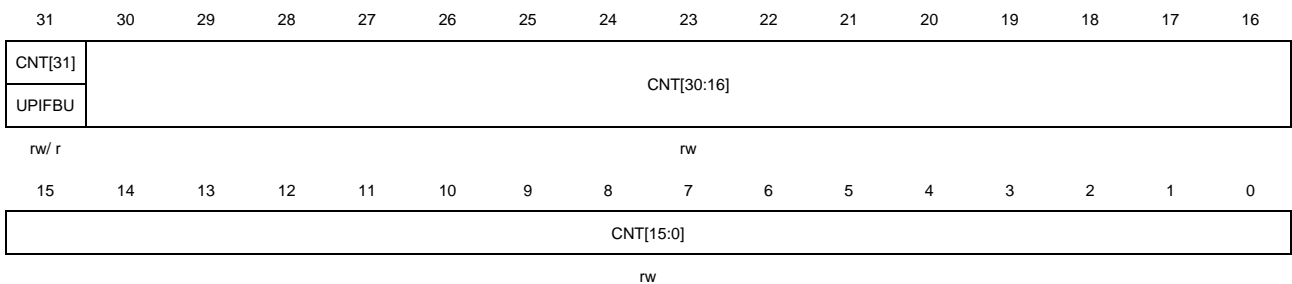 31 30 29 28 27 26 25 24 23 22 21 20 19 18 17 16
CNT[31]
UPIFBU
CNT[30:16]
rw/ r rw
15 14 13 12 11 10 9 8 7 6 5 4 3 2 1 0
CNT[15:0]
rw